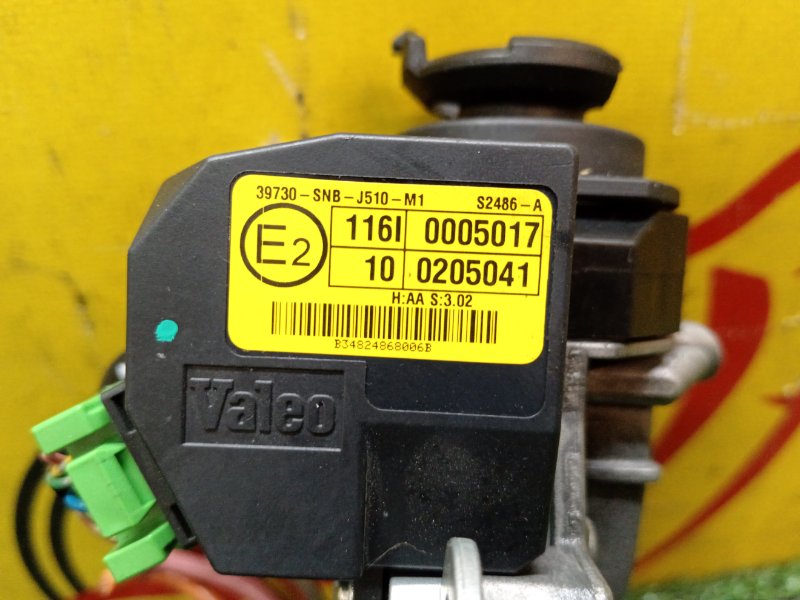 39730-SNB-J510-M1 S2486-A
E2 116I 0005017
10 0205041
H:AA S:3.02
B34824868006B
Valeo